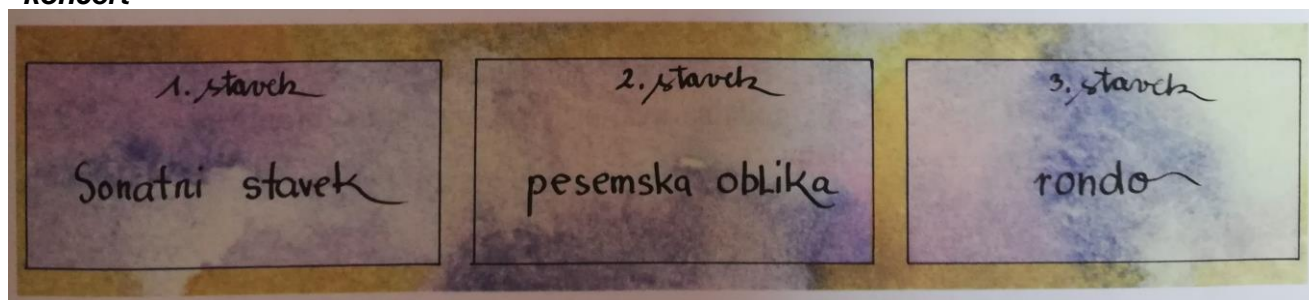 koncert
1. stavek
Sonatni stavek
2. stavek
pesemska oblika
3. stavek
rondo